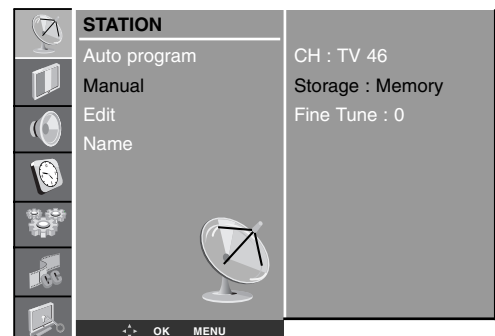 STATION
Auto program
Manual
Edit
Name
CH : TV 46
Storage : Memory
Fine Tune : 0
OK MENU